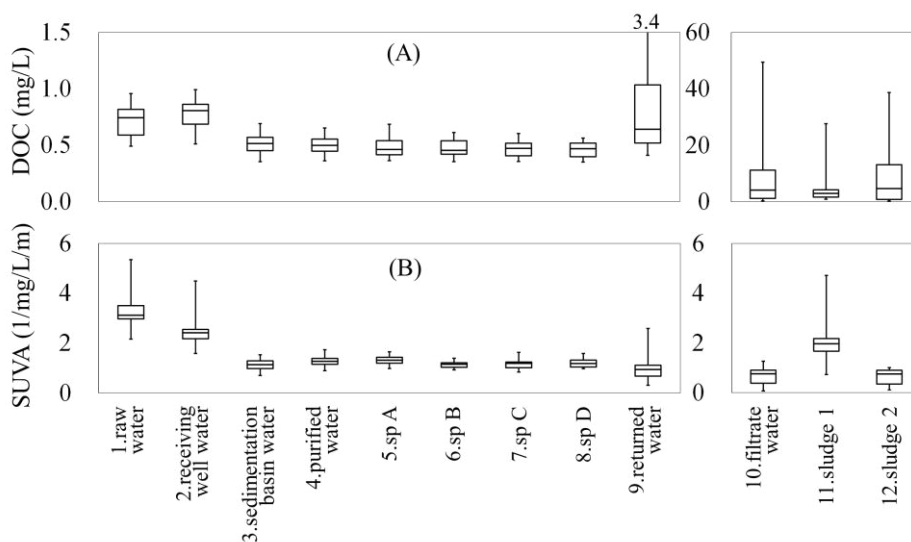 3.4
(A)
DOC (mg/L)
1.5
1.0
0.5
0.0
60
40
20
0
(B)
SUVA (1/mg/L/m)
6
4
2
0
6
4
2
0
1.raw
water
2.receiving
well water
3.sedimentation
basin water
4.purified
water
5.sp A
6.sp B
7.sp C
8.sp D
9.returned
water
10.filtrate
water
11.sludge 1
12.sludge 2